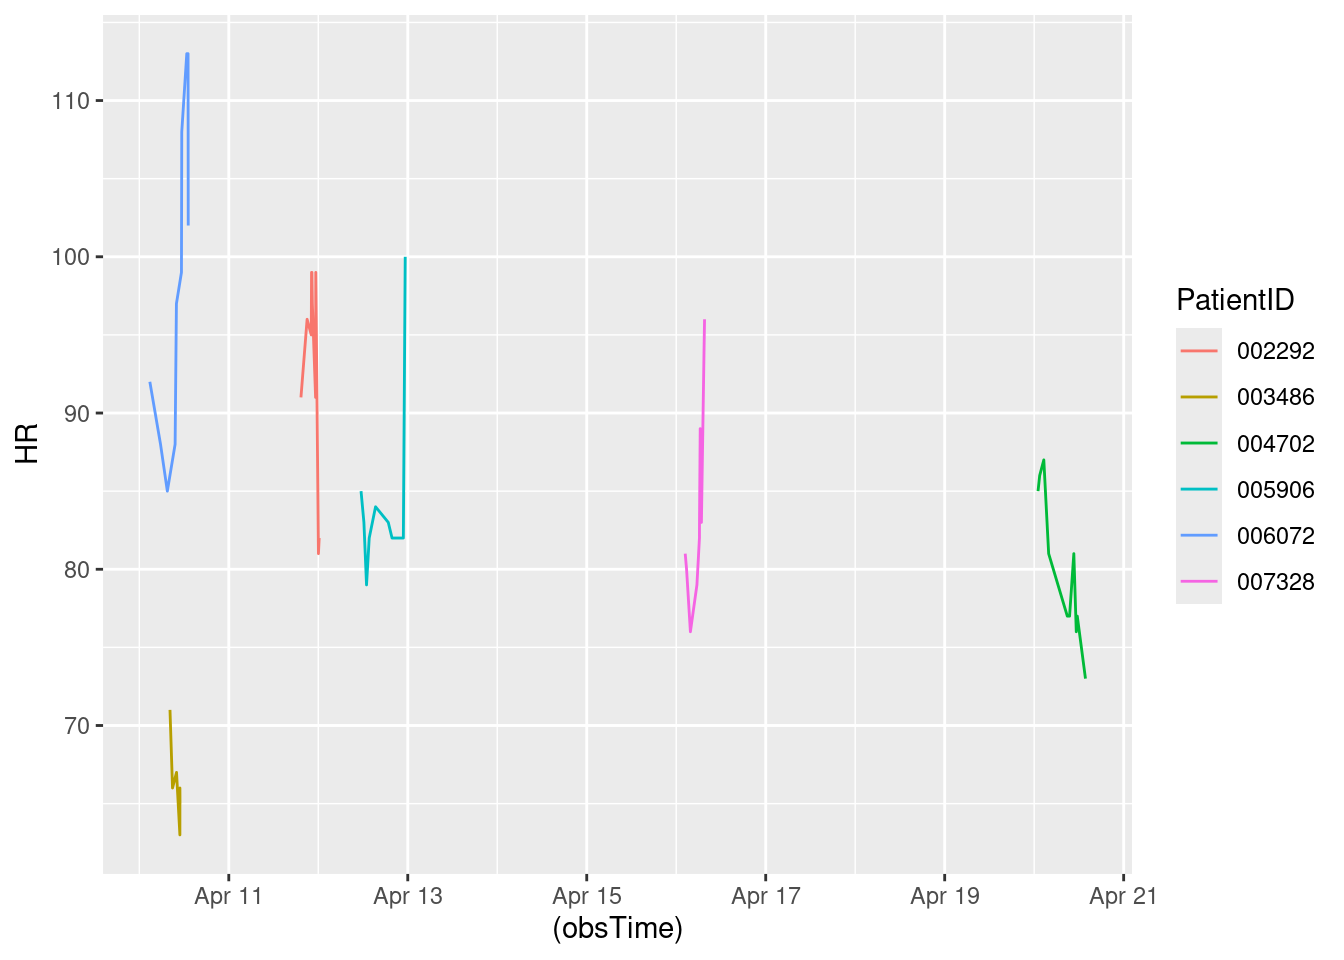 HR
110
100
90
80
70
Apr 11
Apr 13
Apr 15
Apr 17
Apr 19
Apr 21
(obsTime)
PatientID
002292
003486
004702
005906
006072
007328